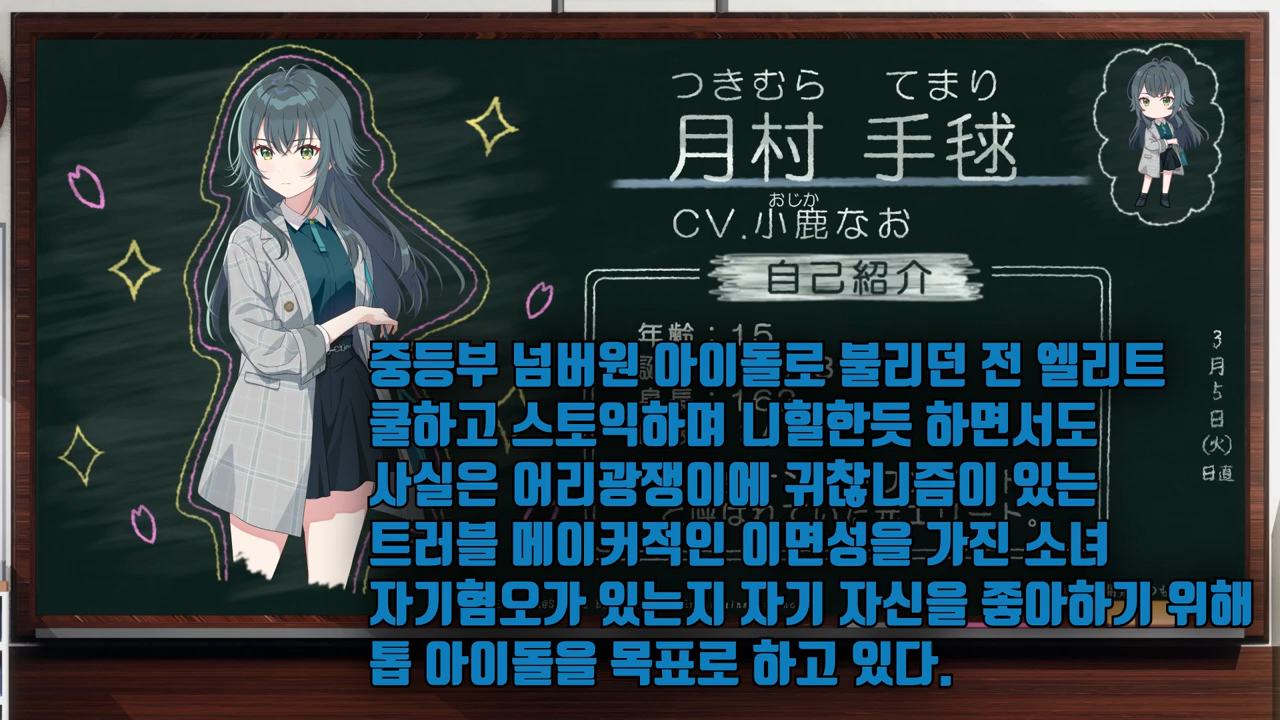 つきむら てまり
月村 手毬
おじか
CV.小鹿なお
自己紹介
年齢：15
3月5日(火)
日直
중등부 넘버원 아이돌로 불리던 전 엘리트
쿨하고 스토익하며 니힐한듯 하면서도
사실은 어리광쟁이에 귀찮니즘이 있는
트러블 메이커적인 이면성을 가진 소녀
자기혐오가 있는지 자기 자신을 좋아하기 위해
톱 아이돌을 목표로 하고 있다.